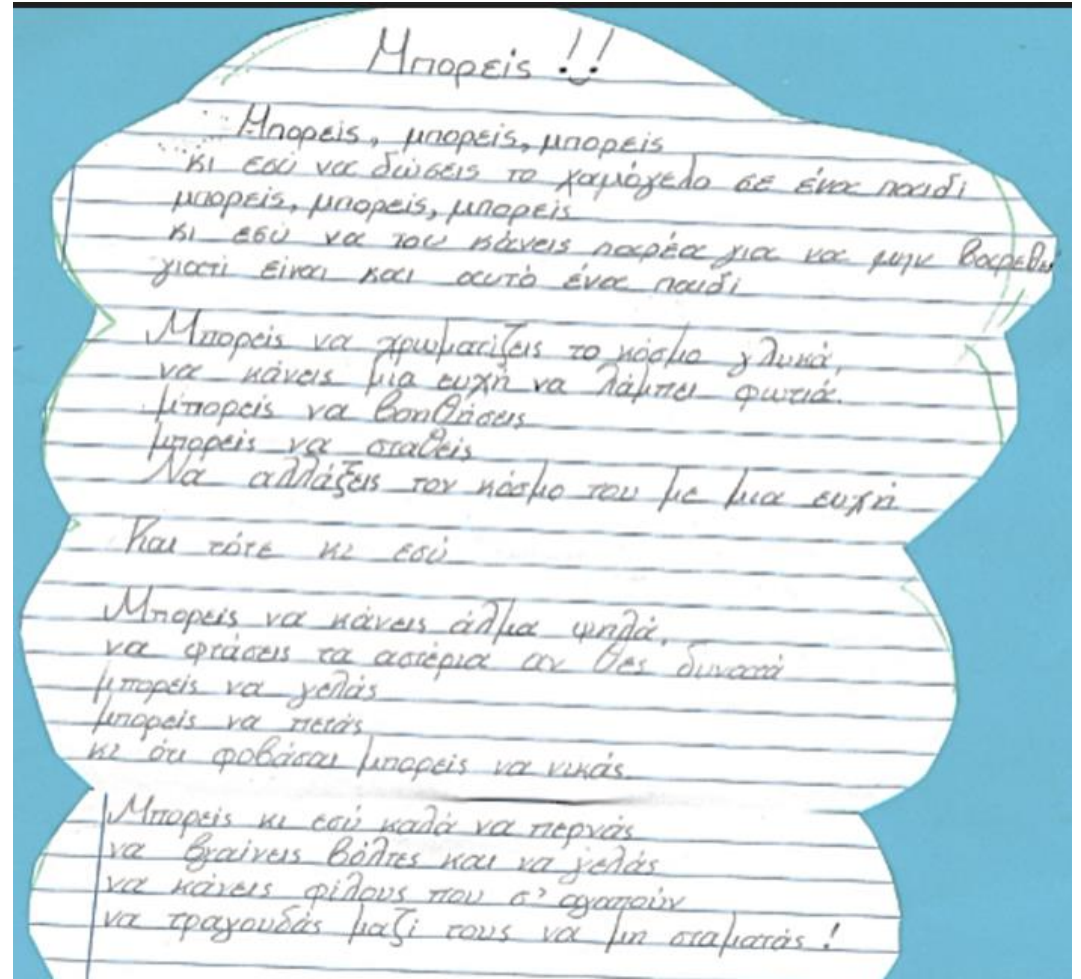 Μπορείς !!
Μπορείς, μπορείς, μπορείς
κι εσύ να δώσεις το χαμόγελο σε ένα παιδί
μπορείς, μπορείς, μπορείς
κι εσύ να του κάνεις παρέα για να μην βαρεθεί
γιατί είναι και αυτό ένα παιδί
Μπορείς να χρωματίζεις το κόσμο γλυκά,
να κάνεις μια ευχή να λάμπει φωτιά.
μπορείς να βοηθήσεις
μπορείς να σταθείς
Να αλλάξεις τον κόσμο του με μια ευχή
Και τότε κι εσύ
Μπορείς να κάνεις άλμα ψηλά,
να φτάσεις τα αστέρια αν θες δυνατά
μπορείς να γελάς
μπορείς να πετάς
κι ότι φοβάσαι μπορείς να νικάς.
Μπορείς κι εσύ καλά να περνάς
να βγαίνεις βόλτες και να γελάς
να κάνεις φίλους που σ' αγαπούν
να τραγουδάς μαζί τους να μη σταματάς !